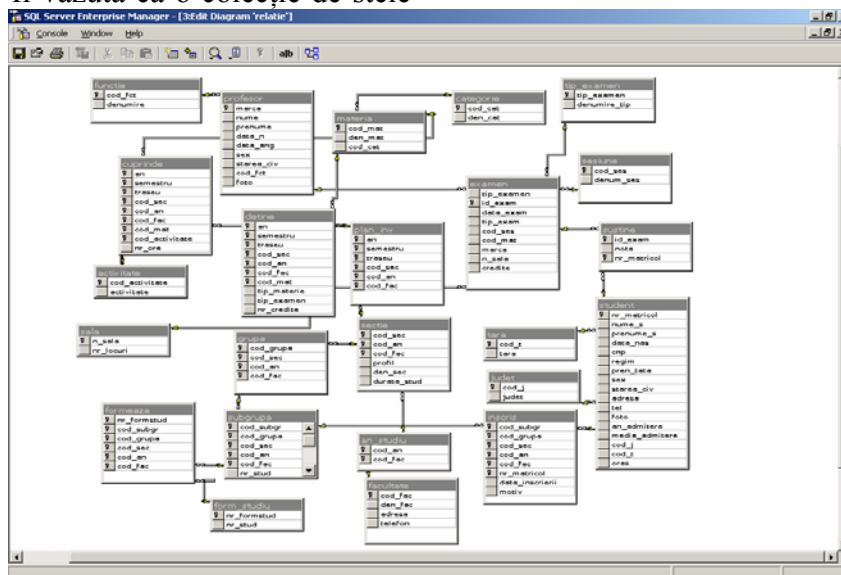 SQL Server Enterprise Manager - [3:Edit Diagram 'relatie']
Console Window Help
functie
cod_fct
denumire
profesor
marca
nume
prenume
data_n
data_ang
sex
starea_civ
cod_fct
foto
materia
cod_mat
den_mat
cod_cat
categorie
cod_cat
den_cat
tip_examen
tip_examen
denumire_tip
cuprinde
an
semestru
traseu
cod_sec
cod_an
cod_fac
cod_mat
cod_activitate
nr_ore
examen
tip_examen
id_exam
data_exam
tip_exam
cod_ses
cod_mat
marca
n_sala
credite
sesiune
cod_ses
denum_ses
detine
an
semestru
traseu
cod_sec
cod_an
cod_fac
cod_mat
tip_materie
tip_examen
nr_credite
plan_inv
an
semestru
traseu
cod_sec
cod_an
cod_fac
sustine
id_exam
nota
nr_matricol
activitate
cod_activitate
activitate
sala
n_sala
nr_locuri
grupa
cod_grupa
cod_sec
cod_an
cod_fac
sectia
cod_sec
cod_an
cod_fac
profil
den_sec
durata_stud
tara
cod_t
tara
judet
cod_j
judet
student
nr_matricol
nume_s
prenume_s
data_nas
cnp
regim
pren_tata
sex
starea_civ
adresa
tel
foto
an_admitere
media_admitere
cod_j
cod_t
oras
formeaza
nr_formstud
cod_subgr
cod_grupa
cod_sec
cod_an
cod_fac
subgrupa
cod_subgr
cod_grupa
cod_sec
cod_an
cod_fac
nr_stud
an_studiu
cod_an
cod_fac
inscris
cod_subgr
cod_grupa
cod_sec
cod_an
cod_fac
nr_matricol
data_inscrierii
motiv
form_studiu
nr_formstud
nr_stud
facultate
cod_fac
den_fac
adresa
telefon